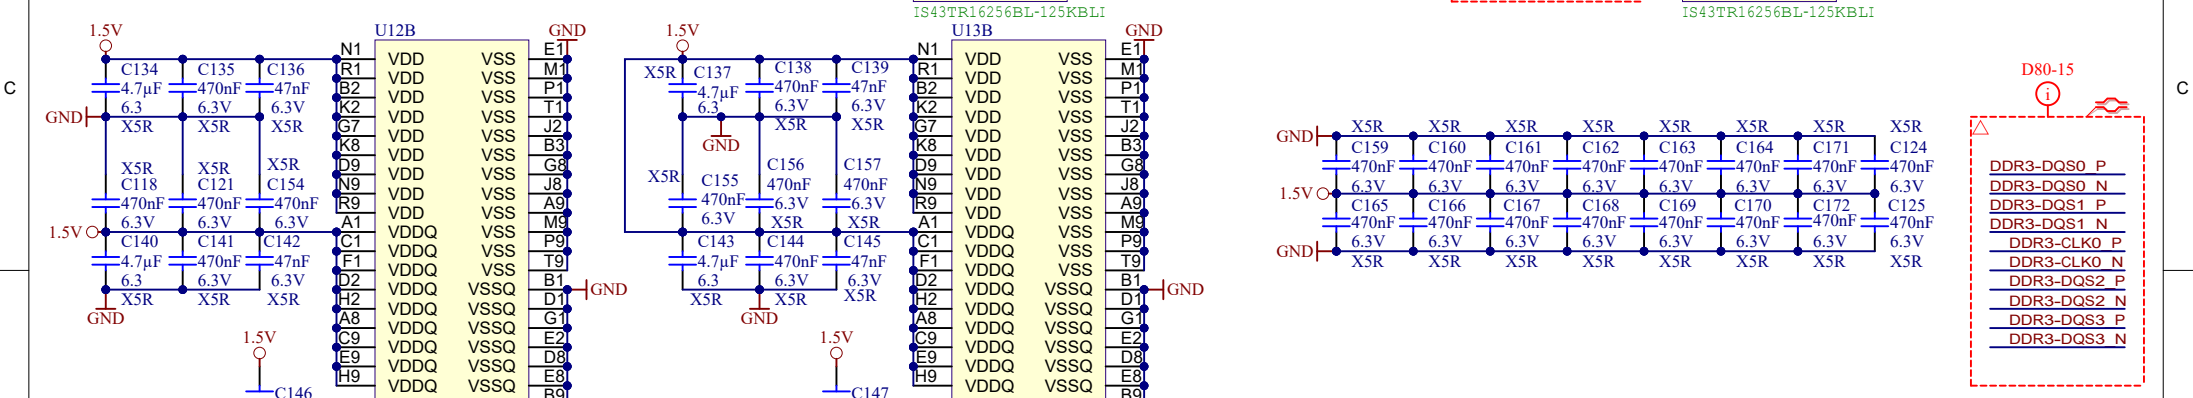 IS43TR16256BL-125KBLI
IS43TR16256BL-125KBLI
C
C
1.5V
U12B
GND
C134
4.7µF
6.3
X5R
C135
470nF
6.3V
X5R
C136
47nF
6.3V
X5R
GND
X5R
C118
470nF
6.3V
X5R
C121
470nF
6.3V
X5R
C154
470nF
6.3V
1.5V
C140
4.7µF
6.3
X5R
C141
470nF
6.3V
X5R
C142
47nF
6.3V
X5R
GND
1.5V
C146
N1 VDD VSS E1
R1 VDD VSS M1
B2 VDD VSS P1
K2 VDD VSS T1
G7 VDD VSS J2
K8 VDD VSS B3
D9 VDD VSS G8
N9 VDD VSS J8
R9 VDD VSS A9
A1 VDDQ VSS M9
C1 VDDQ VSS P9
F1 VDDQ VSS T9
D2 VDDQ VSSQ B1 GND
H2 VDDQ VSSQ D1
A8 VDDQ VSSQ G1
C9 VDDQ VSSQ E2
E9 VDDQ VSSQ D8
H9 VDDQ VSSQ E8
B9
1.5V
U13B
GND
X5R
C137
4.7µF
6.3
C138
470nF
6.3V
X5R
C139
47nF
6.3V
X5R
GND
X5R
C155
470nF
6.3V
C156
470nF
6.3V
X5R
C157
470nF
6.3V
X5R
C143
4.7µF
6.3
X5R
C144
470nF
6.3V
X5R
C145
47nF
6.3V
X5R
GND
1.5V
C147
N1 VDD VSS E1
R1 VDD VSS M1
B2 VDD VSS P1
K2 VDD VSS T1
G7 VDD VSS J2
K8 VDD VSS B3
D9 VDD VSS G8
N9 VDD VSS J8
R9 VDD VSS A9
A1 VDDQ VSS M9
C1 VDDQ VSS P9
F1 VDDQ VSS T9
D2 VDDQ VSSQ B1 GND
H2 VDDQ VSSQ D1
A8 VDDQ VSSQ G1
C9 VDDQ VSSQ E2
E9 VDDQ VSSQ D8
H9 VDDQ VSSQ E8
B9
X5R X5R X5R X5R X5R X5R X5R X5R
GND
C159 C160 C161 C162 C163 C164 C171 C124
470nF 470nF 470nF 470nF 470nF 470nF 470nF 470nF
6.3V 6.3V 6.3V 6.3V 6.3V 6.3V 6.3V 6.3V
1.5V
C165 C166 C167 C168 C169 C170 C172 C125
470nF 470nF 470nF 470nF 470nF 470nF 470nF 470nF
6.3V 6.3V 6.3V 6.3V 6.3V 6.3V 6.3V 6.3V
GND
X5R X5R X5R X5R X5R X5R X5R X5R
D80-15
i
DDR3-DQS0_P
DDR3-DQS0_N
DDR3-DQS1_P
DDR3-DQS1_N
DDR3-CLK0_P
DDR3-CLK0_N
DDR3-DQS2_P
DDR3-DQS2_N
DDR3-DQS3_P
DDR3-DQS3_N